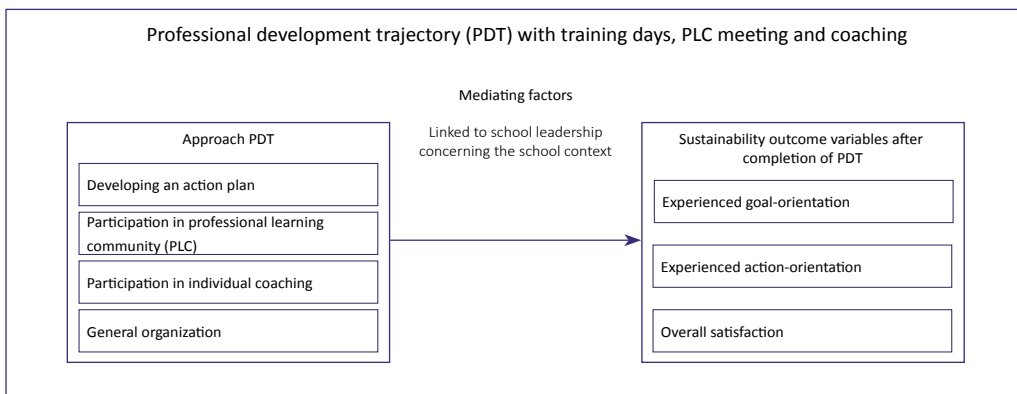 Professional development trajectory (PDT) with training days, PLC meeting and coaching
Mediating factors
Linked to school leadership
concerning the school context
Approach PDT
Developing an action plan
Participation in professional learning
community (PLC)
Participation in individual coaching
General organization
Sustainability outcome variables after
completion of PDT
Experienced goal-orientation
Experienced action-orientation
Overall satisfaction